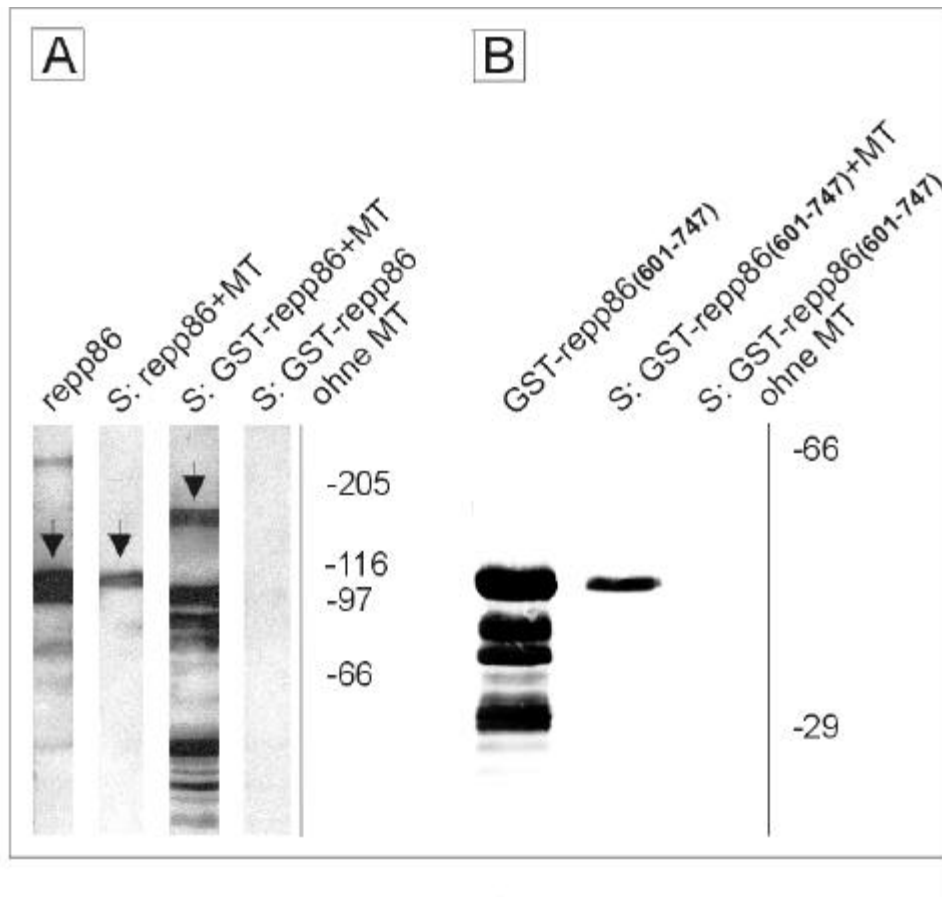 A
repp86
S: repp86+MT
S: GST-repp86+MT
S: GST-repp86
ohne MT
-205
-116
-97
-66
B
GST-repp86(601-747)
S: GST-repp86(601-747)+MT
S: GST-repp86(601-747)
ohne MT
-66
-29